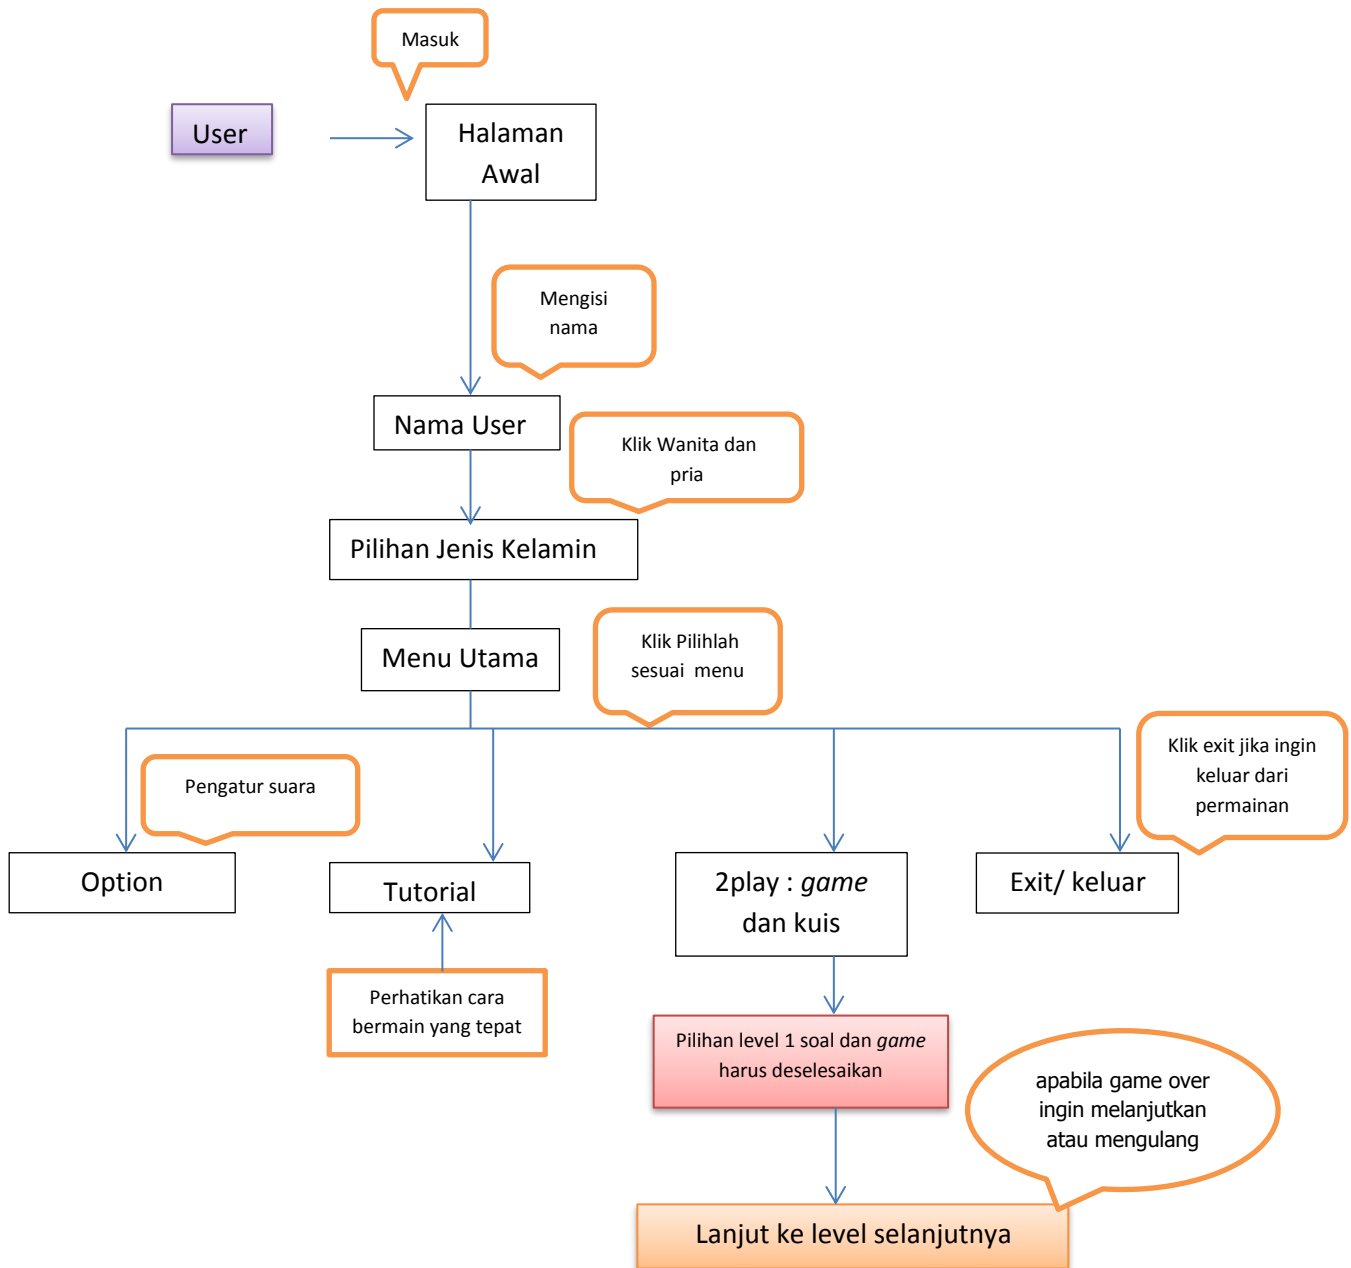 Masuk
User
Halaman
Awal
Mengisi
nama
Nama User
Klik Wanita dan
pria
Pilihan Jenis Kelamin
Menu Utama
Klik Pilihlah
sesuai menu
Pengatur suara
Klik exit jika ingin
keluar dari
permainan
Option
Tutorial
2play : game
dan kuis
Exit/ keluar
Perhatikan cara
bermain yang tepat
Pilihan level 1 soal dan game
harus deselesaikan
apabila game over
ingin melanjutkan
atau mengulang
Lanjut ke level selanjutnya